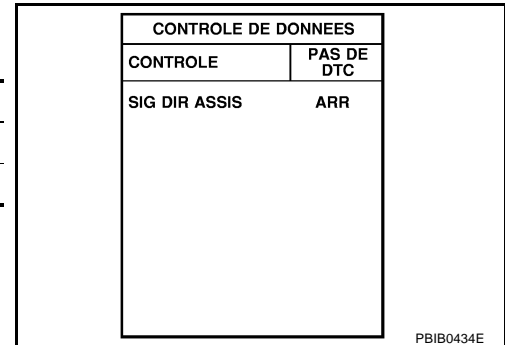 CONTROLE DE DONNEES
CONTROLE PAS DE DTC
SIG DIR ASSIS ARR
PBIB0434E